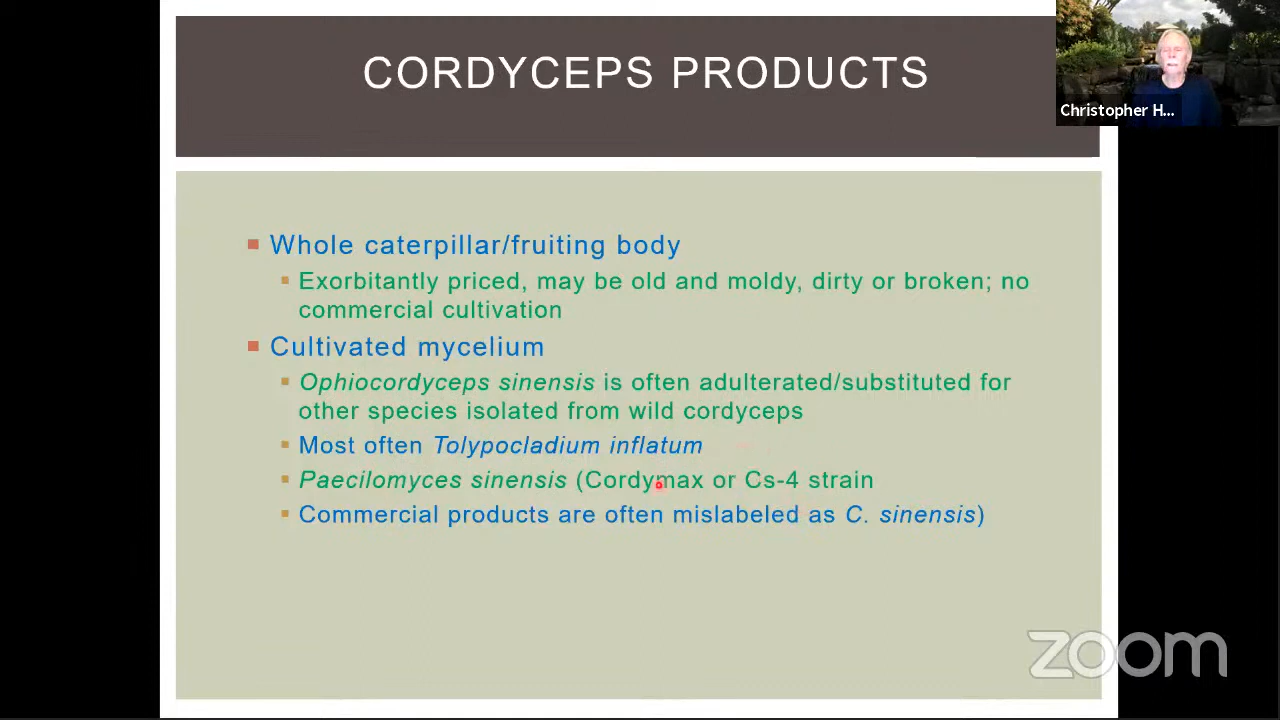 CORDYCEPS PRODUCTS
Christopher H...
Whole caterpillar/fruiting body
Exorbitantly priced, may be old and moldy, dirty or broken; no
commercial cultivation
Cultivated mycelium
Ophiocordyceps sinensis is often adulterated/substituted for
other species isolated from wild cordyceps
Most often Tolypocladium inflatum
Paecilomyces sinensis (Cordymax or Cs-4 strain
Commercial products are often mislabeled as C. sinensis)
zoom